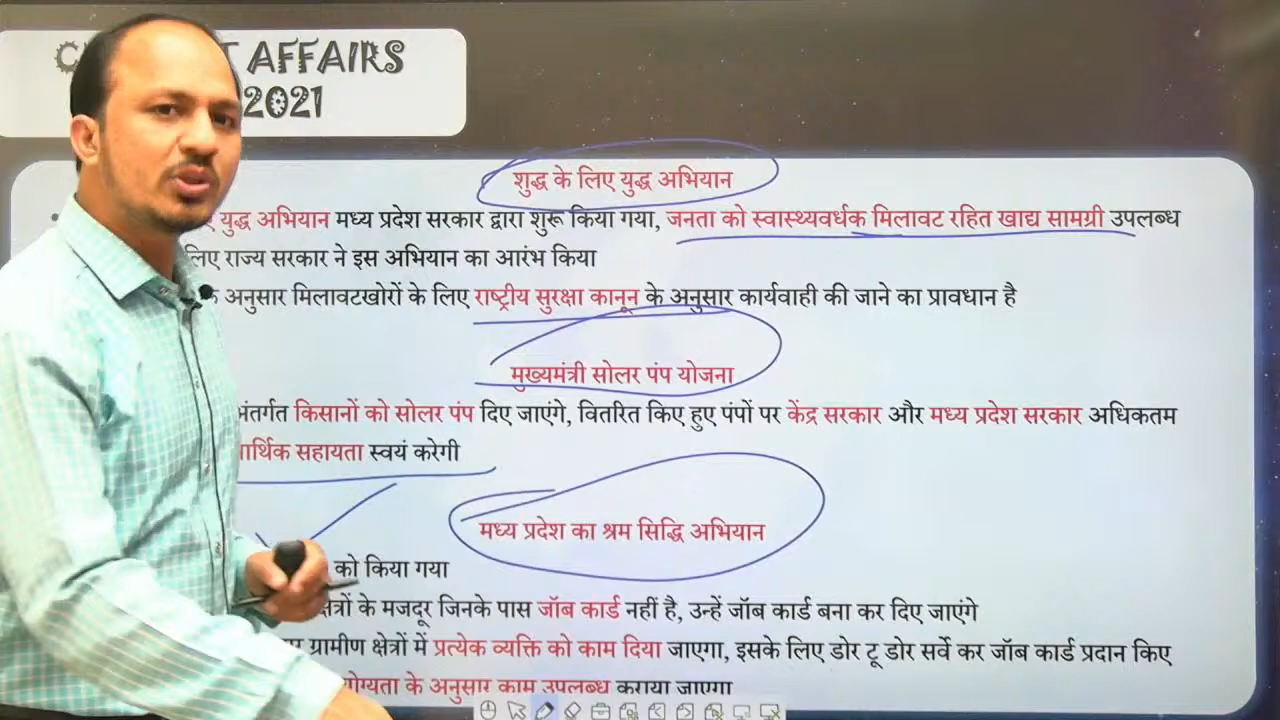 AFFAIRS
2021
शुद्ध के लिए युद्ध अभियान
युद्ध अभियान मध्य प्रदेश सरकार द्वारा शुरू किया गया, जनता को स्वास्थ्यवर्धक मिलावट रहित खाद्य सामग्री उपलब्ध
लिए राज्य सरकार ने इस अभियान का आरंभ किया
के अनुसार मिलावटखोरों के लिए राष्ट्रीय सुरक्षा कानून के अनुसार कार्यवाही की जाने का प्रावधान है
मुख्यमंत्री सोलर पंप योजना
अंतर्गत किसानों को सोलर पंप दिए जाएंगे, वितरित किए हुए पंपों पर केंद्र सरकार और मध्य प्रदेश सरकार अधिकतम
आर्थिक सहायता स्वयं करेगी
मध्य प्रदेश का श्रम सिद्धि अभियान
को किया गया
क्षेत्रों के मजदूर जिनके पास जॉब कार्ड नहीं है, उन्हें जॉब कार्ड बना कर दिए जाएंगे
ग्रामीण क्षेत्रों में प्रत्येक व्यक्ति को काम दिया जाएगा, इसके लिए डोर टू डोर सर्वे कर जॉब कार्ड प्रदान किए
योग्यता के अनुसार काम उपलब्ध कराया जाएगा